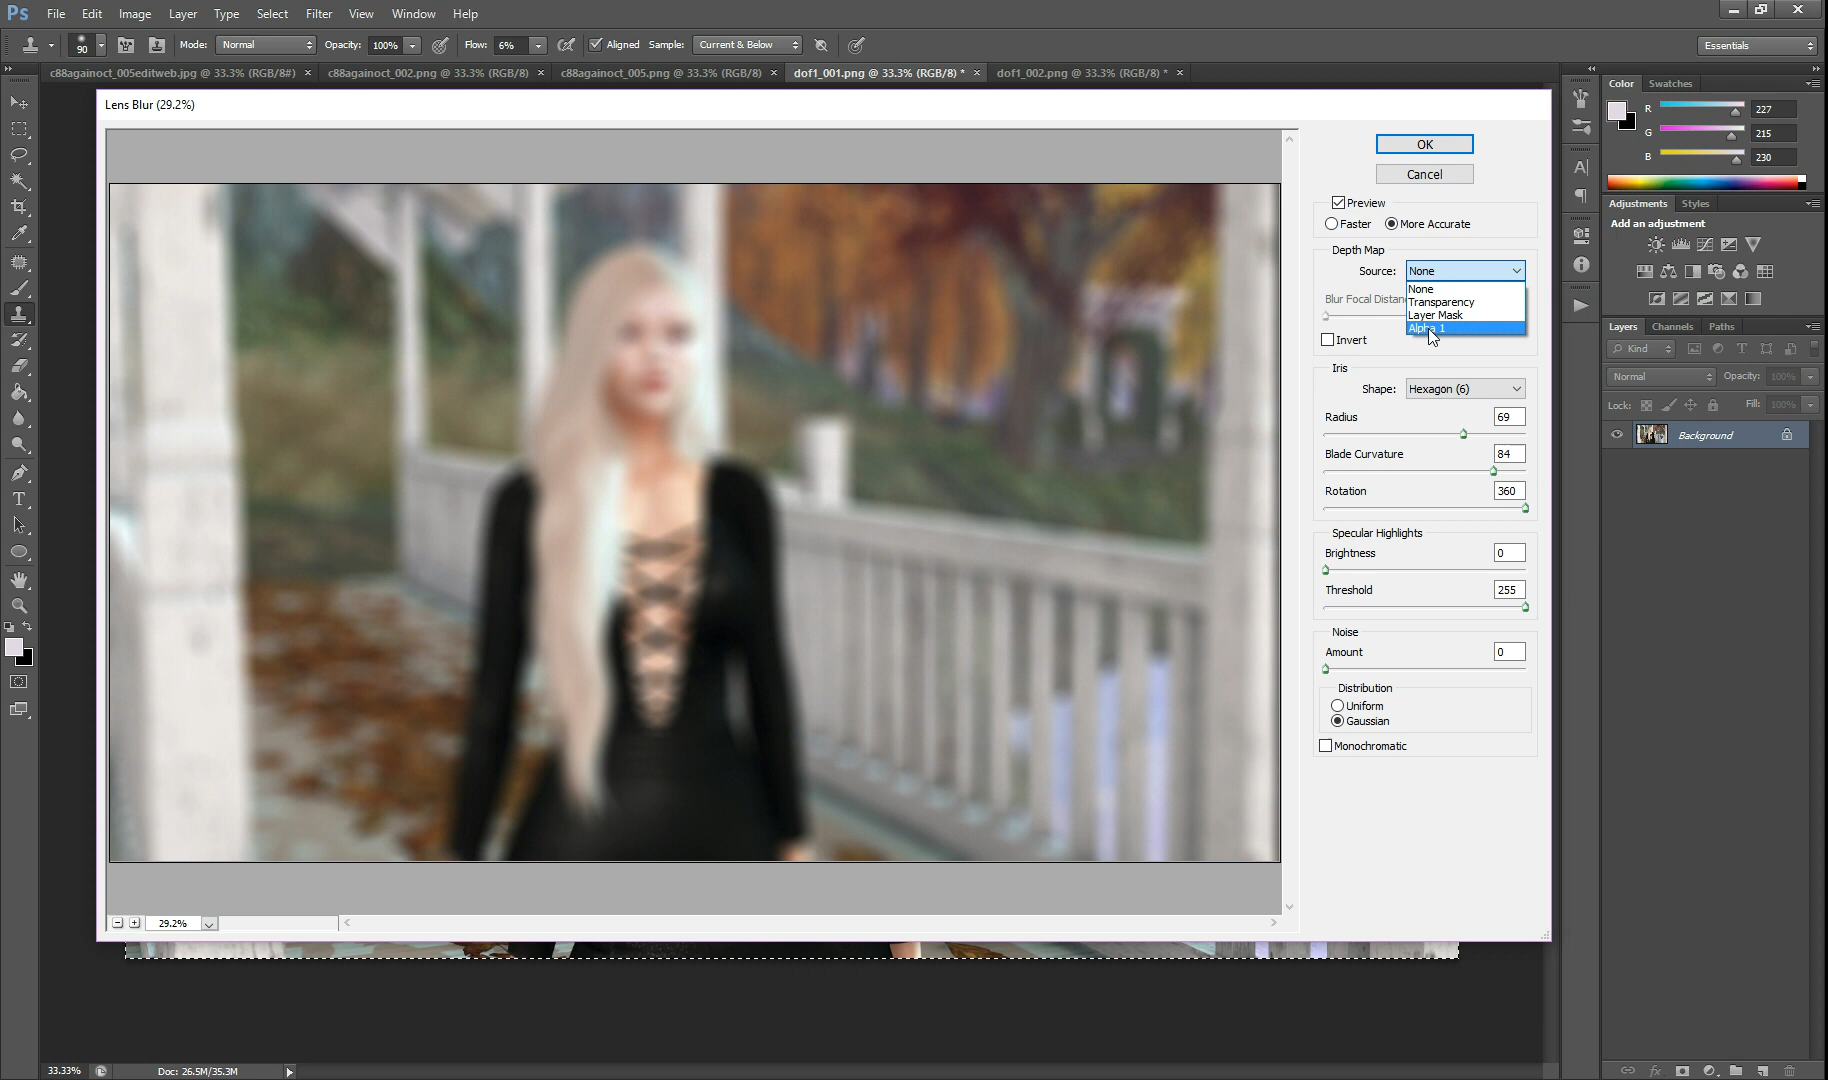 Ps File Edit Image Layer Type Select Filter View Window Help
90 Mode: Normal Opacity: 100% Flow: 6% Aligned Sample: Current & Below Essentials
c88againoct_005editweb.jpg @ 33.3% (RGB/8#) × c88againoct_002.png @ 33.3% (RGB/8) × c88againoct_005.png @ 33.3% (RGB/8) × dof1_001.png @ 33.3% (RGB/8) * × dof1_002.png @ 33.3% (RGB/8) * ×
Lens Blur (29.2%)
OK
Cancel
Preview
Faster More Accurate
Depth Map
Source: None
None
Transparency
Layer Mask
Alpha 1
Blur Focal Distan
Invert
Iris
Shape: Hexagon (6)
Radius 69
Blade Curvature 84
Rotation 360
Specular Highlights
Brightness 0
Threshold 255
Noise
Amount 0
Distribution
Uniform
Gaussian
Monochromatic
29.2%
Color Swatches
R 227
G 215
B 230
Adjustments Styles
Add an adjustment
Layers Channels Paths
Kind
Normal Opacity: 100%
Lock: Fill: 100%
Background
33.33% Doc: 26.5M/35.3M